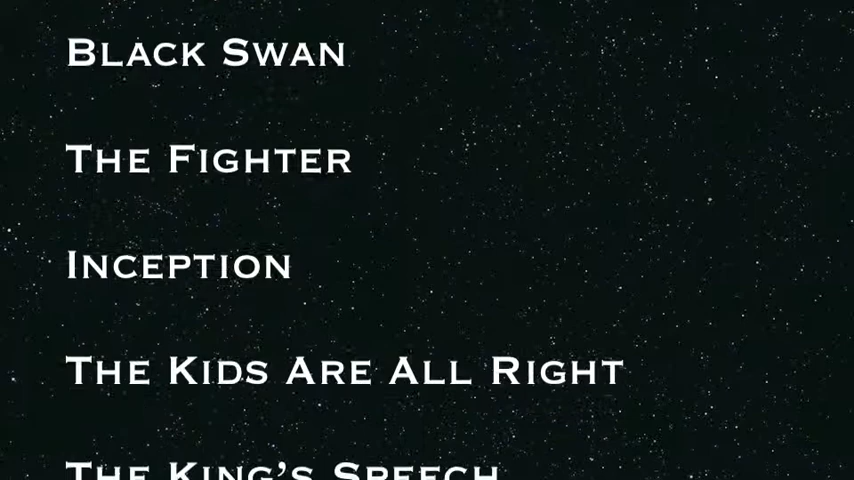 Black Swan
The Fighter
Inception
The Kids Are All Right
The King's Speech